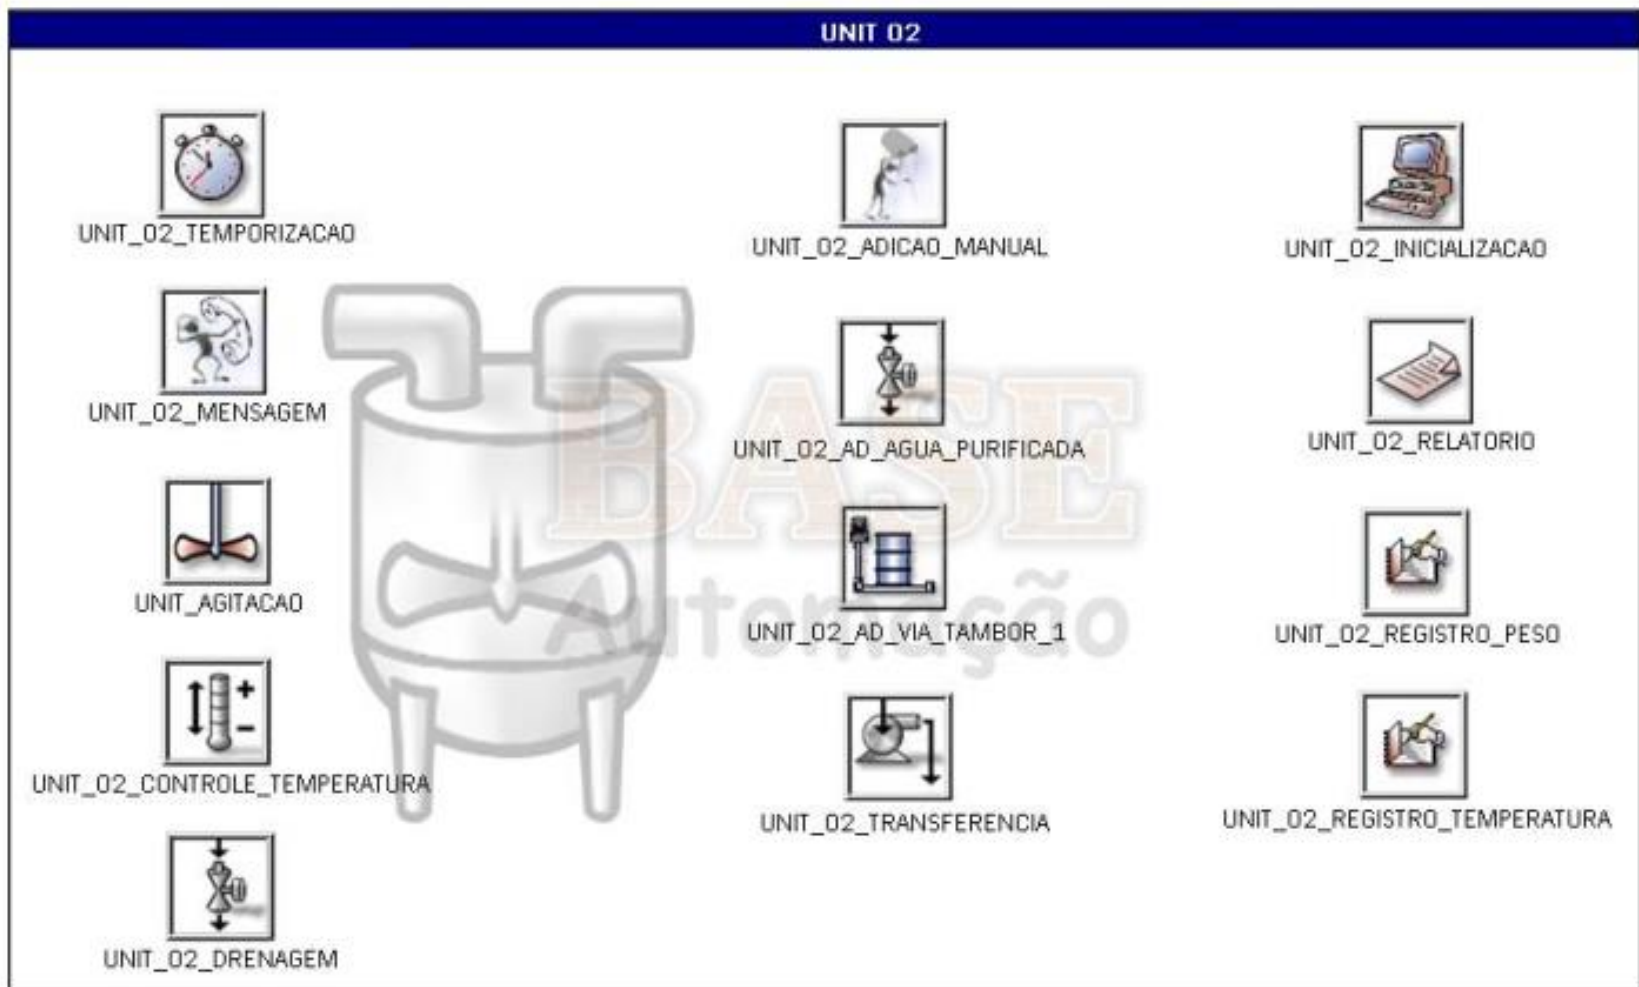 UNIT 02
UNIT_02_TEMPORIZACAO
UNIT_02_MENSAGEM
UNIT_AGITACAO
UNIT_02_CONTROLE_TEMPERATURA
UNIT_02_DRENAGEM
UNIT_02_ADICAO_MANUAL
UNIT_02_AD_AGUA_PURIFICADA
UNIT_02_AD_VIA_TAMBOR_1
UNIT_02_TRANSFERENCIA
UNIT_02_INICIALIZACAO
UNIT_02_RELATORIO
UNIT_02_REGISTRO_PESO
UNIT_02_REGISTRO_TEMPERATURA
BASE
Automação